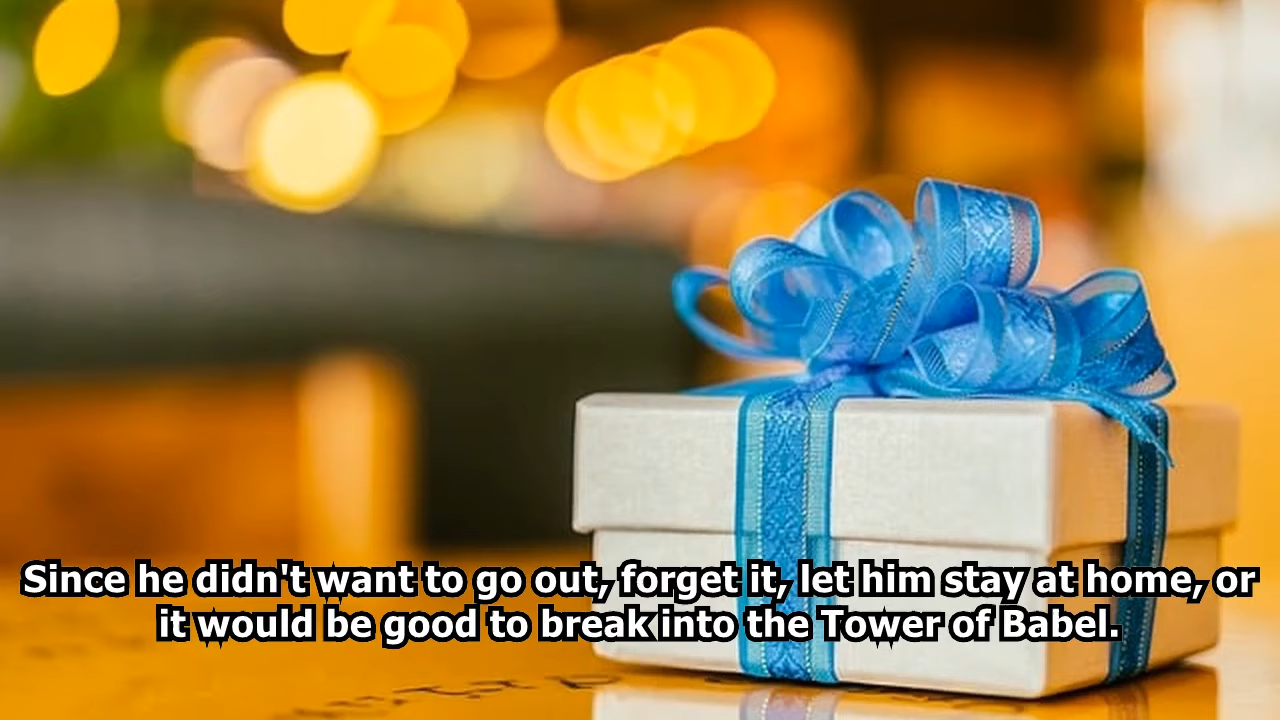 Since he didn't want to go out, forget it, let him stay at home, or
it would be good to break into the Tower of Babel.